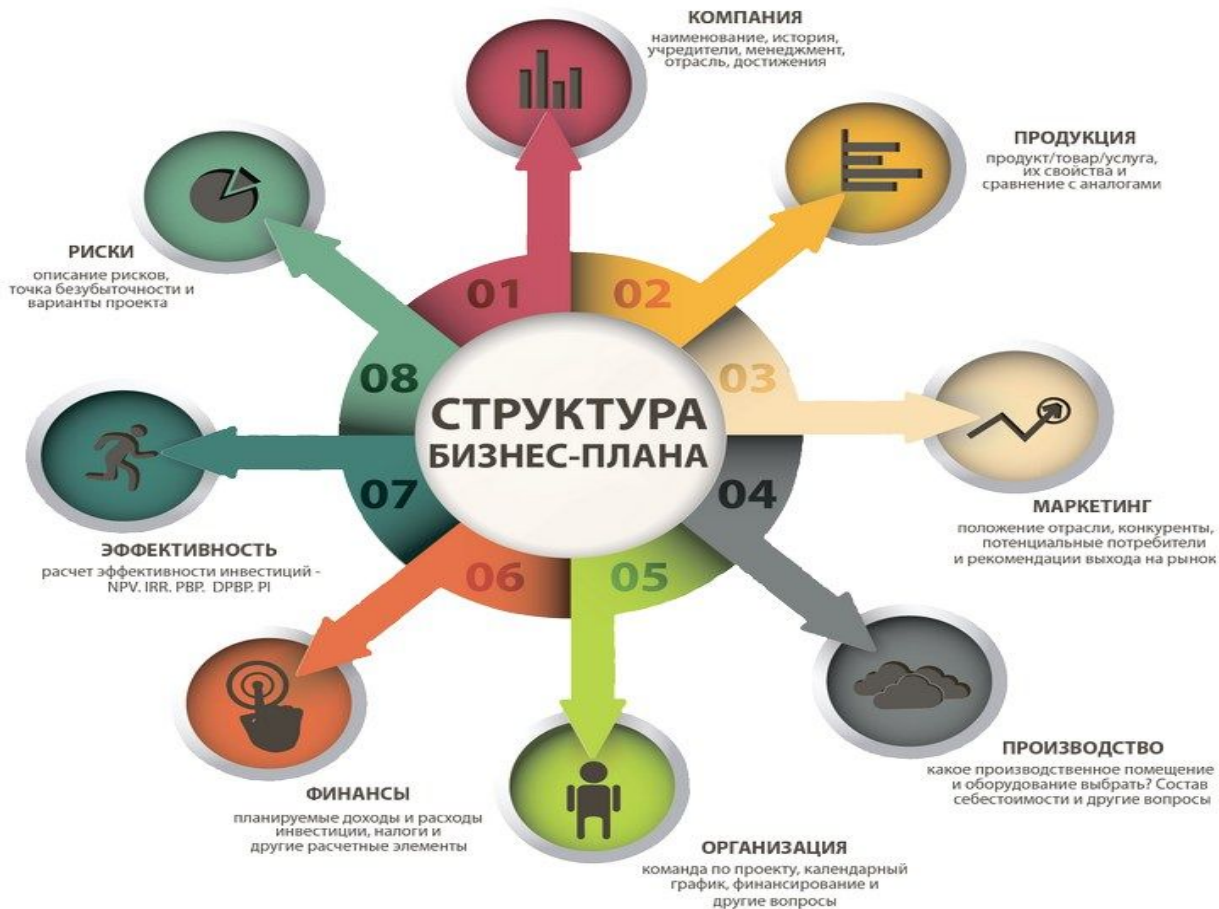 КОМПАНИЯ
наименование, история,
учредители, менеджмент,
отрасль, достижения
ПРОДУКЦИЯ
продукт/товар/услуга,
их свойства и
сравнение с аналогами
РИСКИ
описание рисков,
точка безубыточности и
варианты проекта
01
02
03
04
05
06
07
08
СТРУКТУРА
БИЗНЕС-ПЛАНА
МАРКЕТИНГ
положение отрасли, конкуренты,
потенциальные потребители
и рекомендации выхода на рынок
ЭФФЕКТИВНОСТЬ
расчет эффективности инвестиций -
NPV. IRR. PBP. DPBP. PI
ПРОИЗВОДСТВО
какое производственное помещение
и оборудование выбрать? Состав
себестоимости и другие вопросы
ФИНАНСЫ
планируемые доходы и расходы
инвестиции, налоги и
другие расчетные элементы
ОРГАНИЗАЦИЯ
команда по проекту, календарный
график, финансирование и
другие вопросы